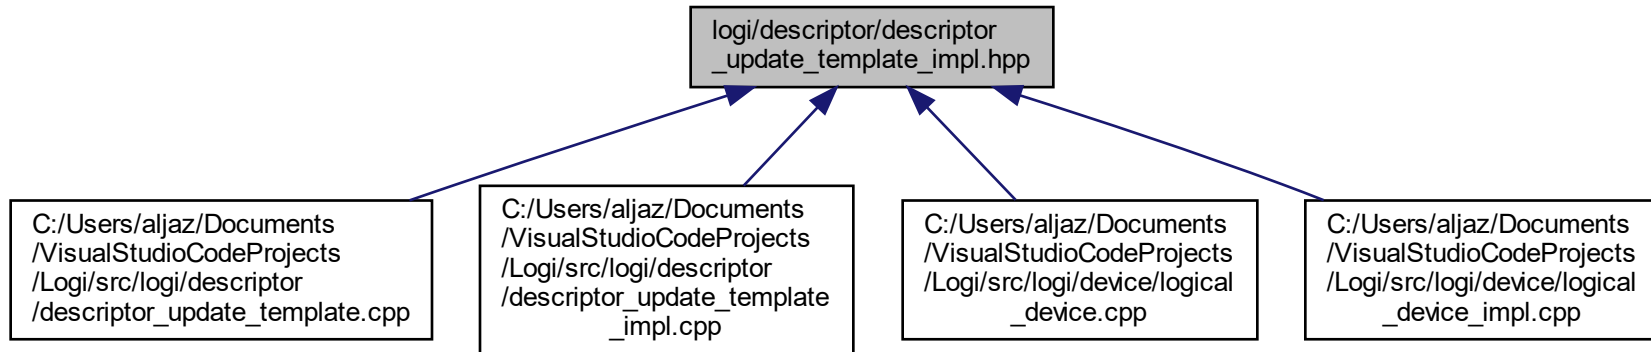 logi/descriptor/descriptor
_update_template_impl.hpp
C:/Users/aljaz/Documents
/VisualStudioCodeProjects
/Logi/src/logi/descriptor
/descriptor_update_template.cpp
C:/Users/aljaz/Documents
/VisualStudioCodeProjects
/Logi/src/logi/descriptor
/descriptor_update_template
_impl.cpp
C:/Users/aljaz/Documents
/VisualStudioCodeProjects
/Logi/src/logi/device/logical
_device.cpp
C:/Users/aljaz/Documents
/VisualStudioCodeProjects
/Logi/src/logi/device/logical
_device_impl.cpp